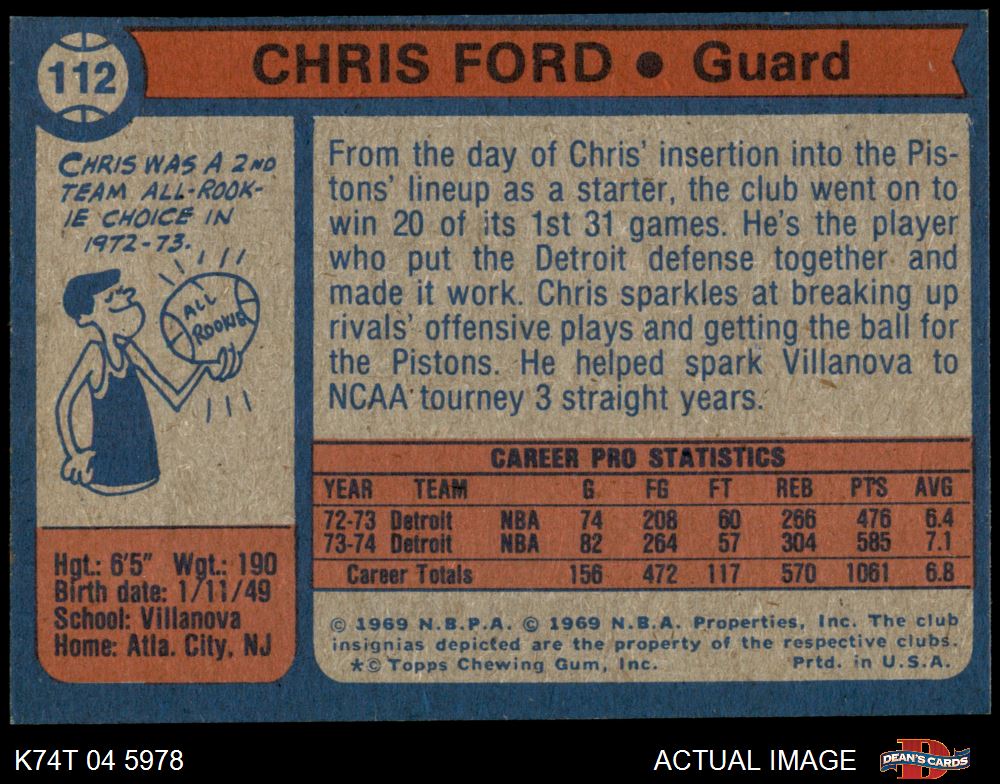 112
CHRIS FORD ● Guard
CHRIS WAS A 2ND
TEAM ALL-ROOK-
IE CHOICE IN
1972-73.
ALL
ROOKIE
From the day of Chris' insertion into the Pis-
tons' lineup as a starter, the club went on to
win 20 of its 1st 31 games. He's the player
who put the Detroit defense together and
made it work. Chris sparkles at breaking up
rivals' offensive plays and getting the ball for
the Pistons. He helped spark Villanova to
NCAA tourney 3 straight years.
CAREER PRO STATISTICS
YEAR TEAM G FG FT REB PTS AVG
72-73 Detroit NBA 74 208 60 266 476 6.4
73-74 Detroit NBA 82 264 57 304 585 7.1
Career Totals 156 472 117 570 1061 6.8
Hgt.: 6'5" Wgt.: 190
Birth date: 1/11/49
School: Villanova
Home: Atla. City, NJ
© 1969 N.B.P.A. © 1969 N.B.A. Properties, Inc. The club
insignias depicted are the property of the respective clubs.
*© Topps Chewing Gum, Inc. Prtd. in U.S.A.
K74T 04 5978
ACTUAL IMAGE
D
DEAN'S CARDS